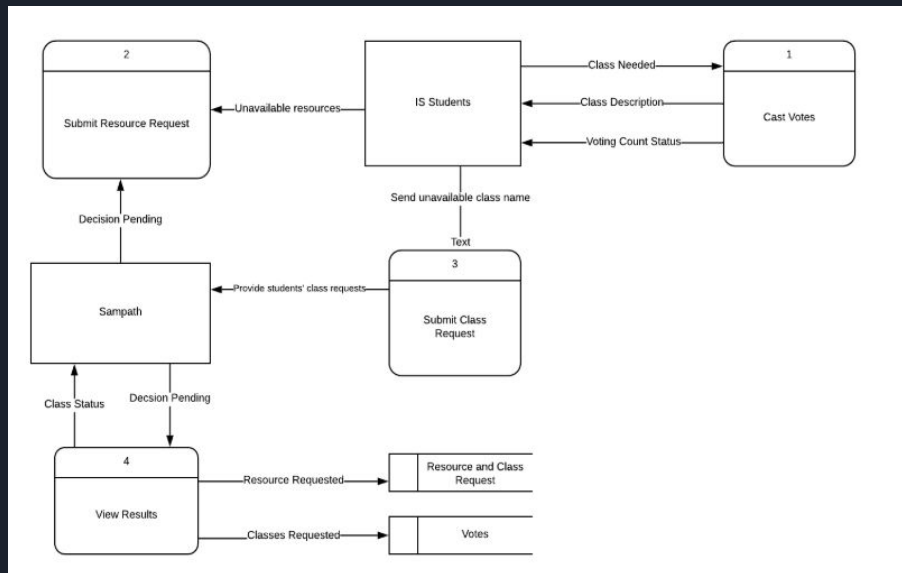 2
Submit Resource Request
Unavailable resources
IS Students
Class Needed
Class Description
Voting Count Status
1
Cast Votes
Decision Pending
Send unavailable class name
Text
Sampath
Provide students' class requests
3
Submit Class
Request
Class Status
Decsion Pending
4
View Results
Resource Requested
Classes Requested
Resource and Class
Request
Votes